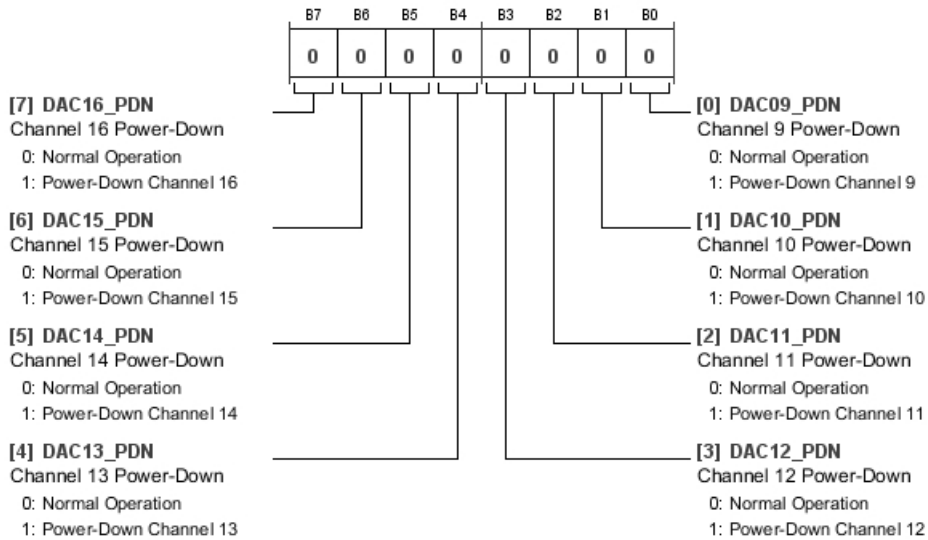 B7 B6 B5 B4 B3 B2 B1 B0
0 0 0 0 0 0 0 0
[7] DAC16_PDN
Channel 16 Power-Down
0: Normal Operation
1: Power-Down Channel 16
[6] DAC15_PDN
Channel 15 Power-Down
0: Normal Operation
1: Power-Down Channel 15
[5] DAC14_PDN
Channel 14 Power-Down
0: Normal Operation
1: Power-Down Channel 14
[4] DAC13_PDN
Channel 13 Power-Down
0: Normal Operation
1: Power-Down Channel 13
[0] DAC09_PDN
Channel 9 Power-Down
0: Normal Operation
1: Power-Down Channel 9
[1] DAC10_PDN
Channel 10 Power-Down
0: Normal Operation
1: Power-Down Channel 10
[2] DAC11_PDN
Channel 11 Power-Down
0: Normal Operation
1: Power-Down Channel 11
[3] DAC12_PDN
Channel 12 Power-Down
0: Normal Operation
1: Power-Down Channel 12